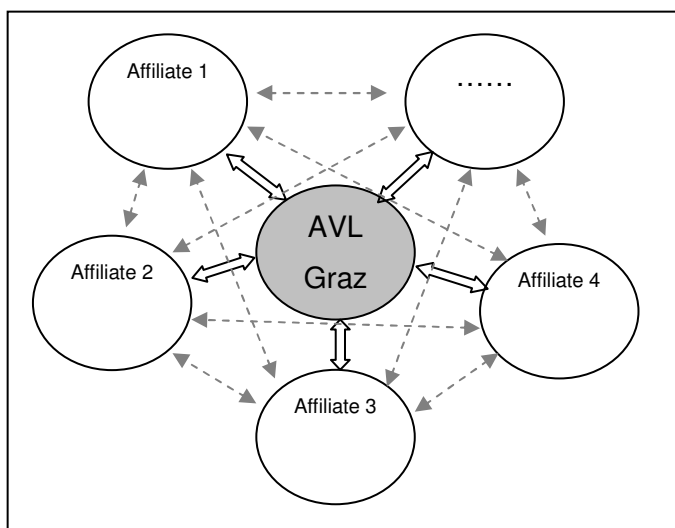 Affiliate 1
......
AVL
Graz
Affiliate 2
Affiliate 4
Affiliate 3